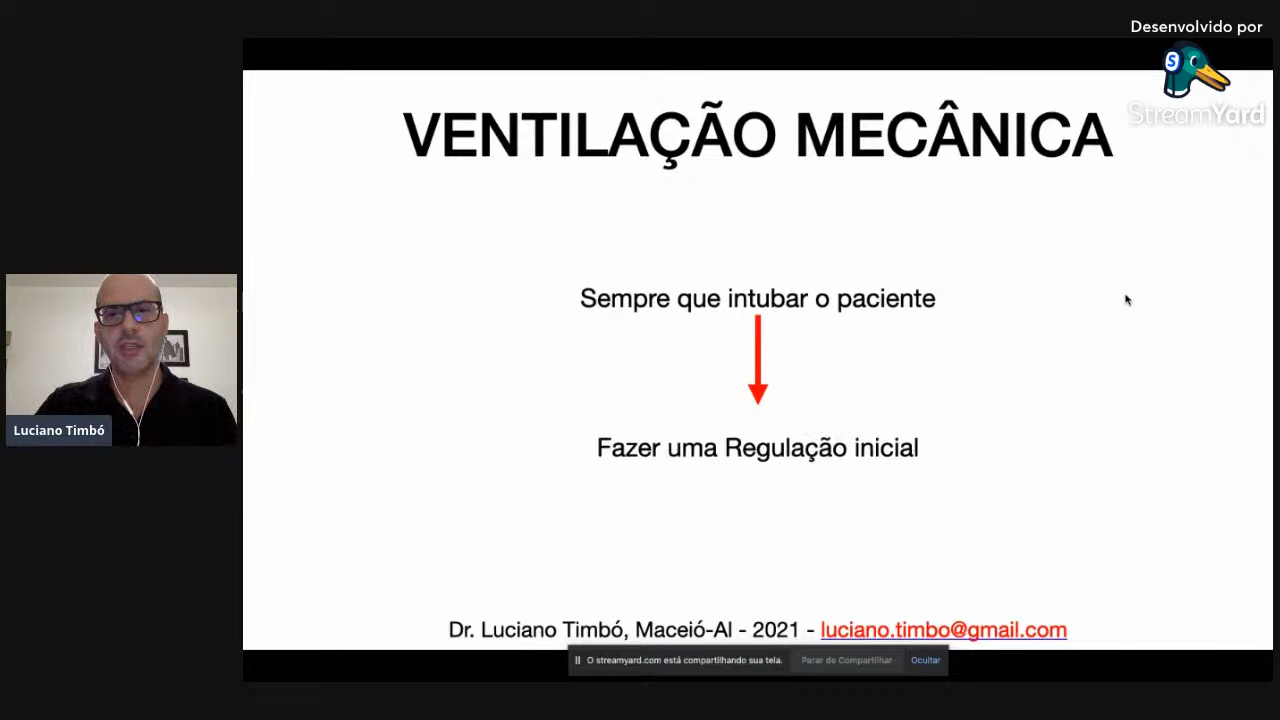 Desenvolvido por
S
StreamYard
VENTILAÇÃO MECÂNICA
Sempre que intubar o paciente
Fazer uma Regulação inicial
Luciano Timbó
Dr. Luciano Timbó, Maceió-Al - 2021 - luciano.timbo@gmail.com
O streamyard.com está compartilhando sua tela. Parar de Compartilhar Ocultar